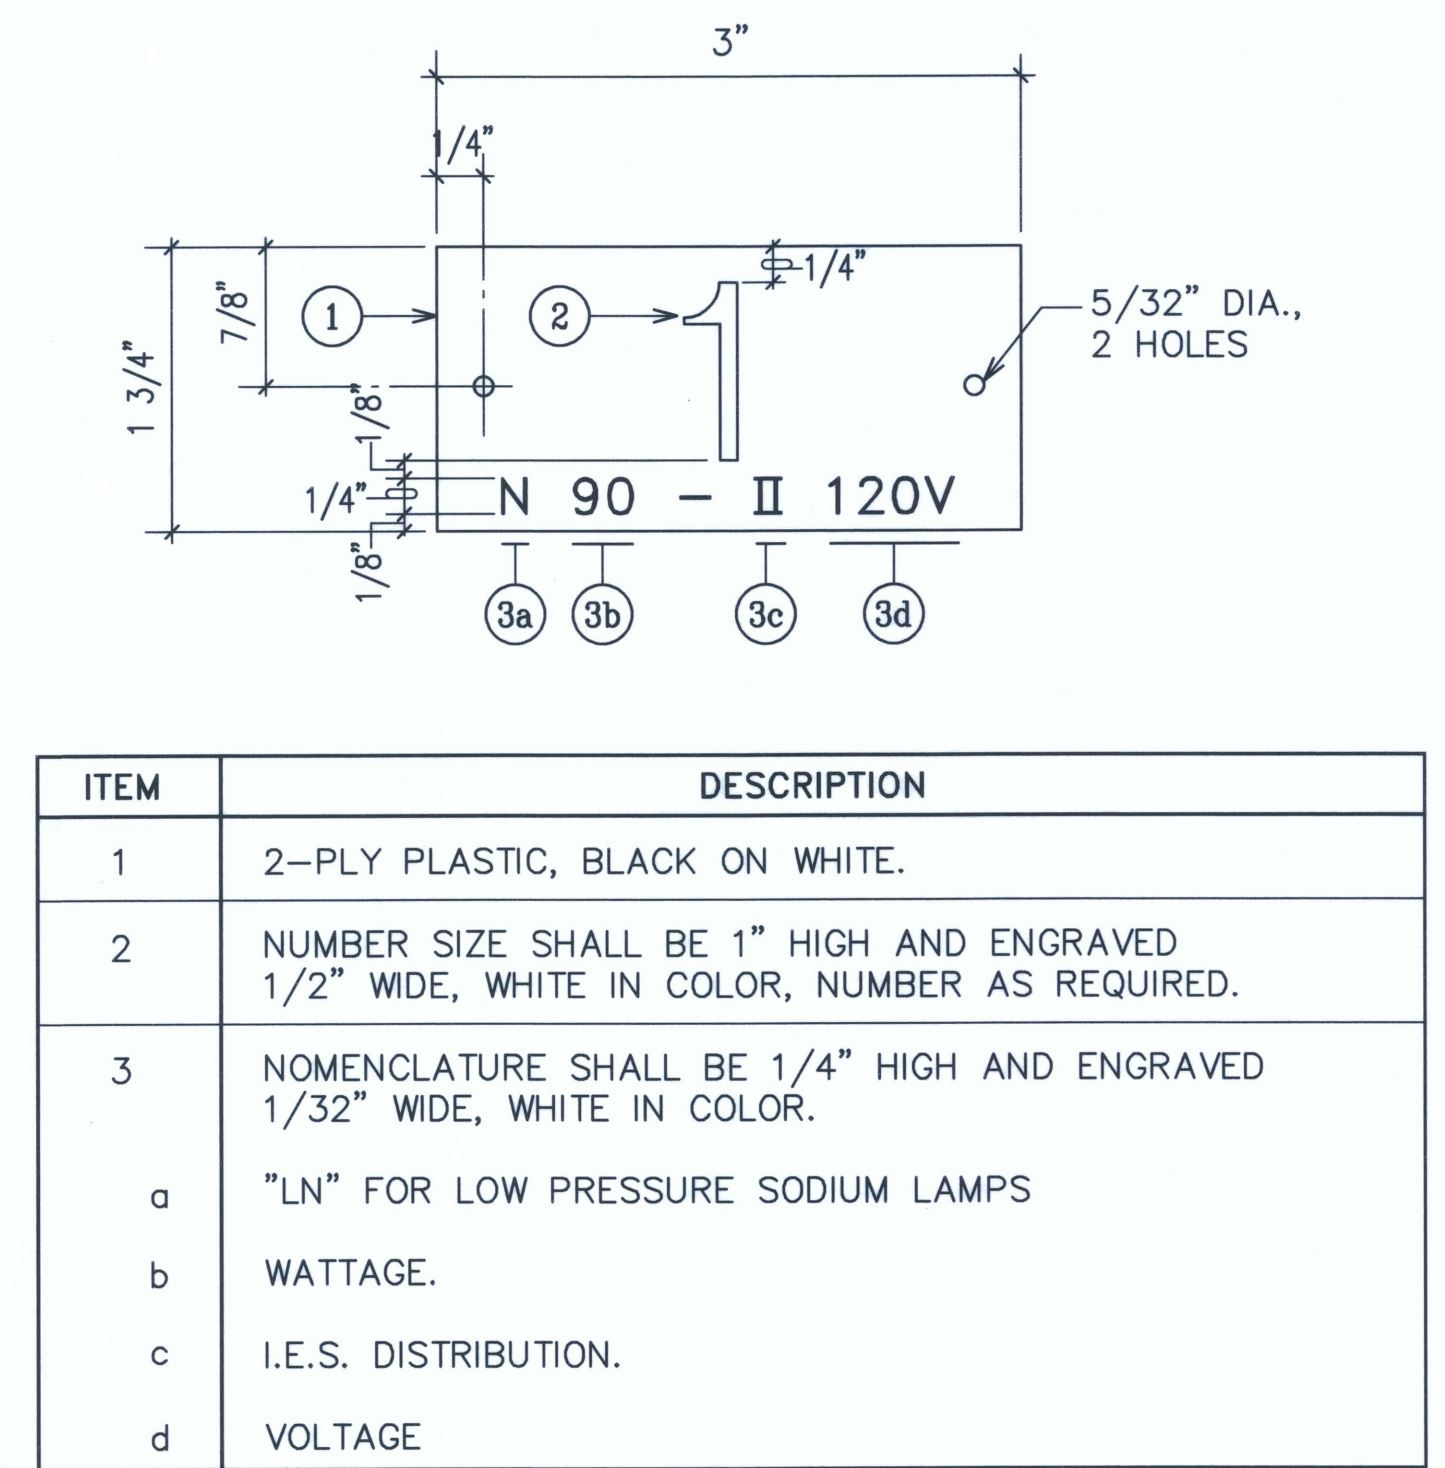 3”
1/4”
1/4”
7/8”
1
2
5/32” DIA.,
2 HOLES
1 3/4”
1/8”
1
1/4”
N 90 – II 120V
1/8”
3a 3b 3c 3d
ITEM DESCRIPTION
1 2–PLY PLASTIC, BLACK ON WHITE.
2 NUMBER SIZE SHALL BE 1” HIGH AND ENGRAVED
1/2” WIDE, WHITE IN COLOR, NUMBER AS REQUIRED.
3 NOMENCLATURE SHALL BE 1/4” HIGH AND ENGRAVED
1/32” WIDE, WHITE IN COLOR.
a ”LN” FOR LOW PRESSURE SODIUM LAMPS
b WATTAGE.
c I.E.S. DISTRIBUTION.
d VOLTAGE